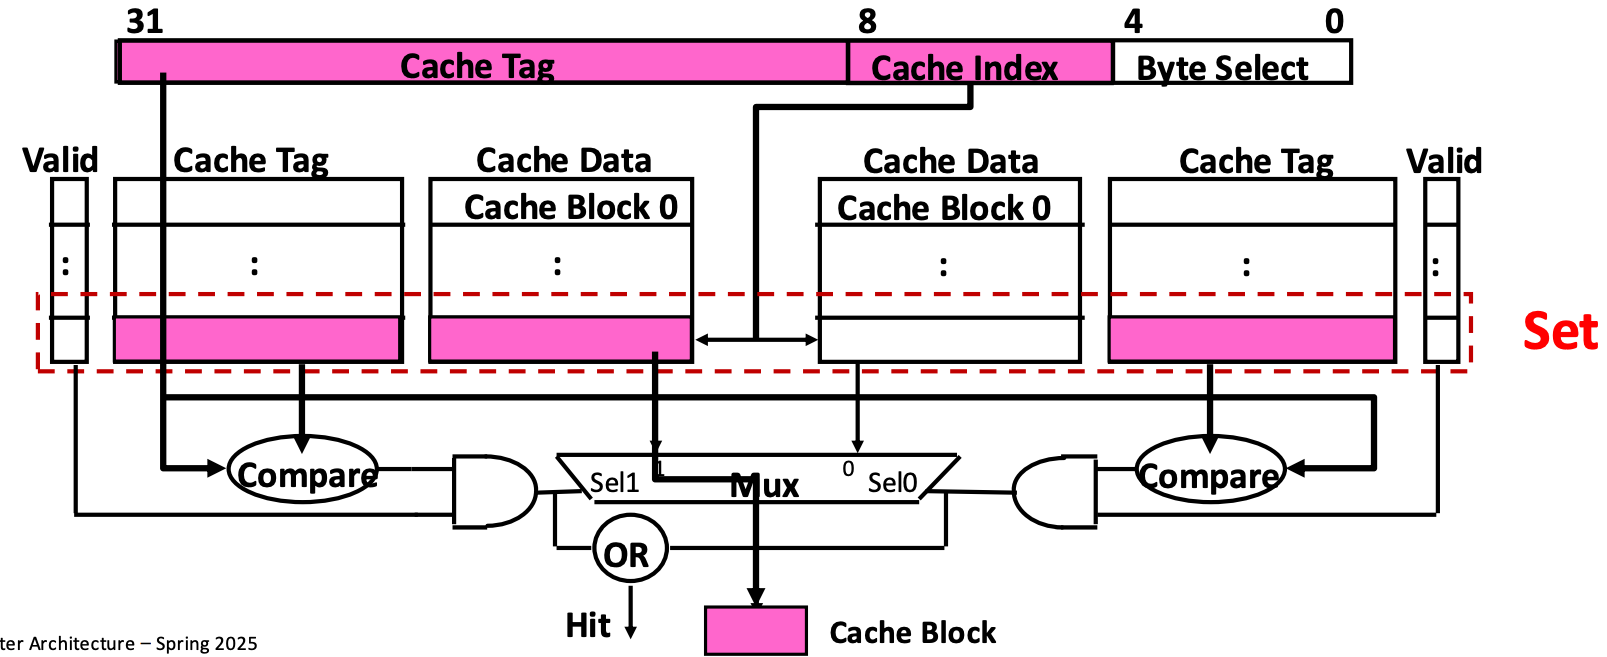 31 8 4 0
Cache Tag Cache Index Byte Select
Valid Cache Tag Cache Data Cache Data Cache Tag Valid
Cache Block 0 Cache Block 0
: : : : : :
Set
Compare Sel1 1 Mux 0 Sel0 Compare
OR
Hit
Cache Block
ter Architecture – Spring 2025